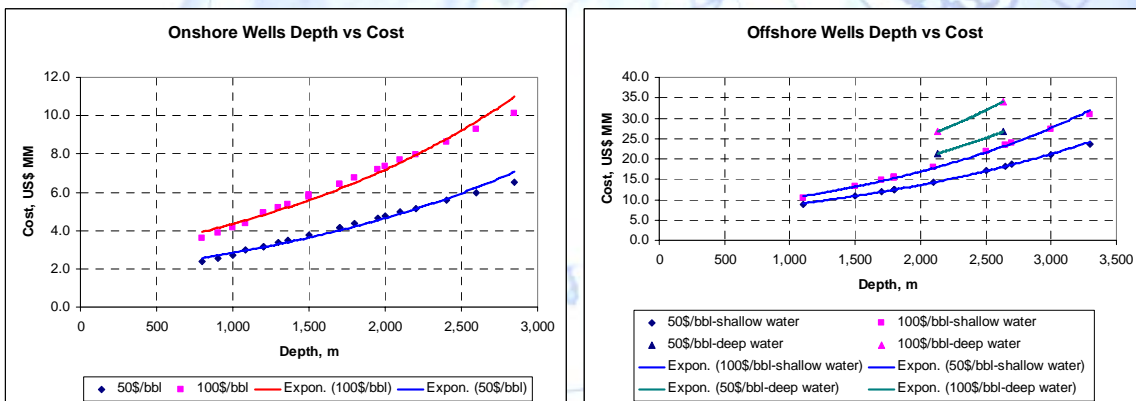 Onshore Wells Depth vs Cost
12.0
10.0
8.0
6.0
4.0
2.0
0.0
Cost, US$ MM
0 500 1,000 1,500 2,000 2,500 3,000
Depth, m
50$/bbl 100$/bbl Expon. (100$/bbl) Expon. (50$/bbl)
Offshore Wells Depth vs Cost
40.0
35.0
30.0
25.0
20.0
15.0
10.0
5.0
0.0
Cost, US$ MM
0 500 1,000 1,500 2,000 2,500 3,000 3,500
Depth, m
50$/bbl-shallow water 100$/bbl-shallow water
50$/bbl-deep water 100$/bbl-deep water
Expon. (100$/bbl-shallow water) Expon. (50$/bbl-shallow water)
Expon. (50$/bbl-deep water) Expon. (100$/bbl-deep water)